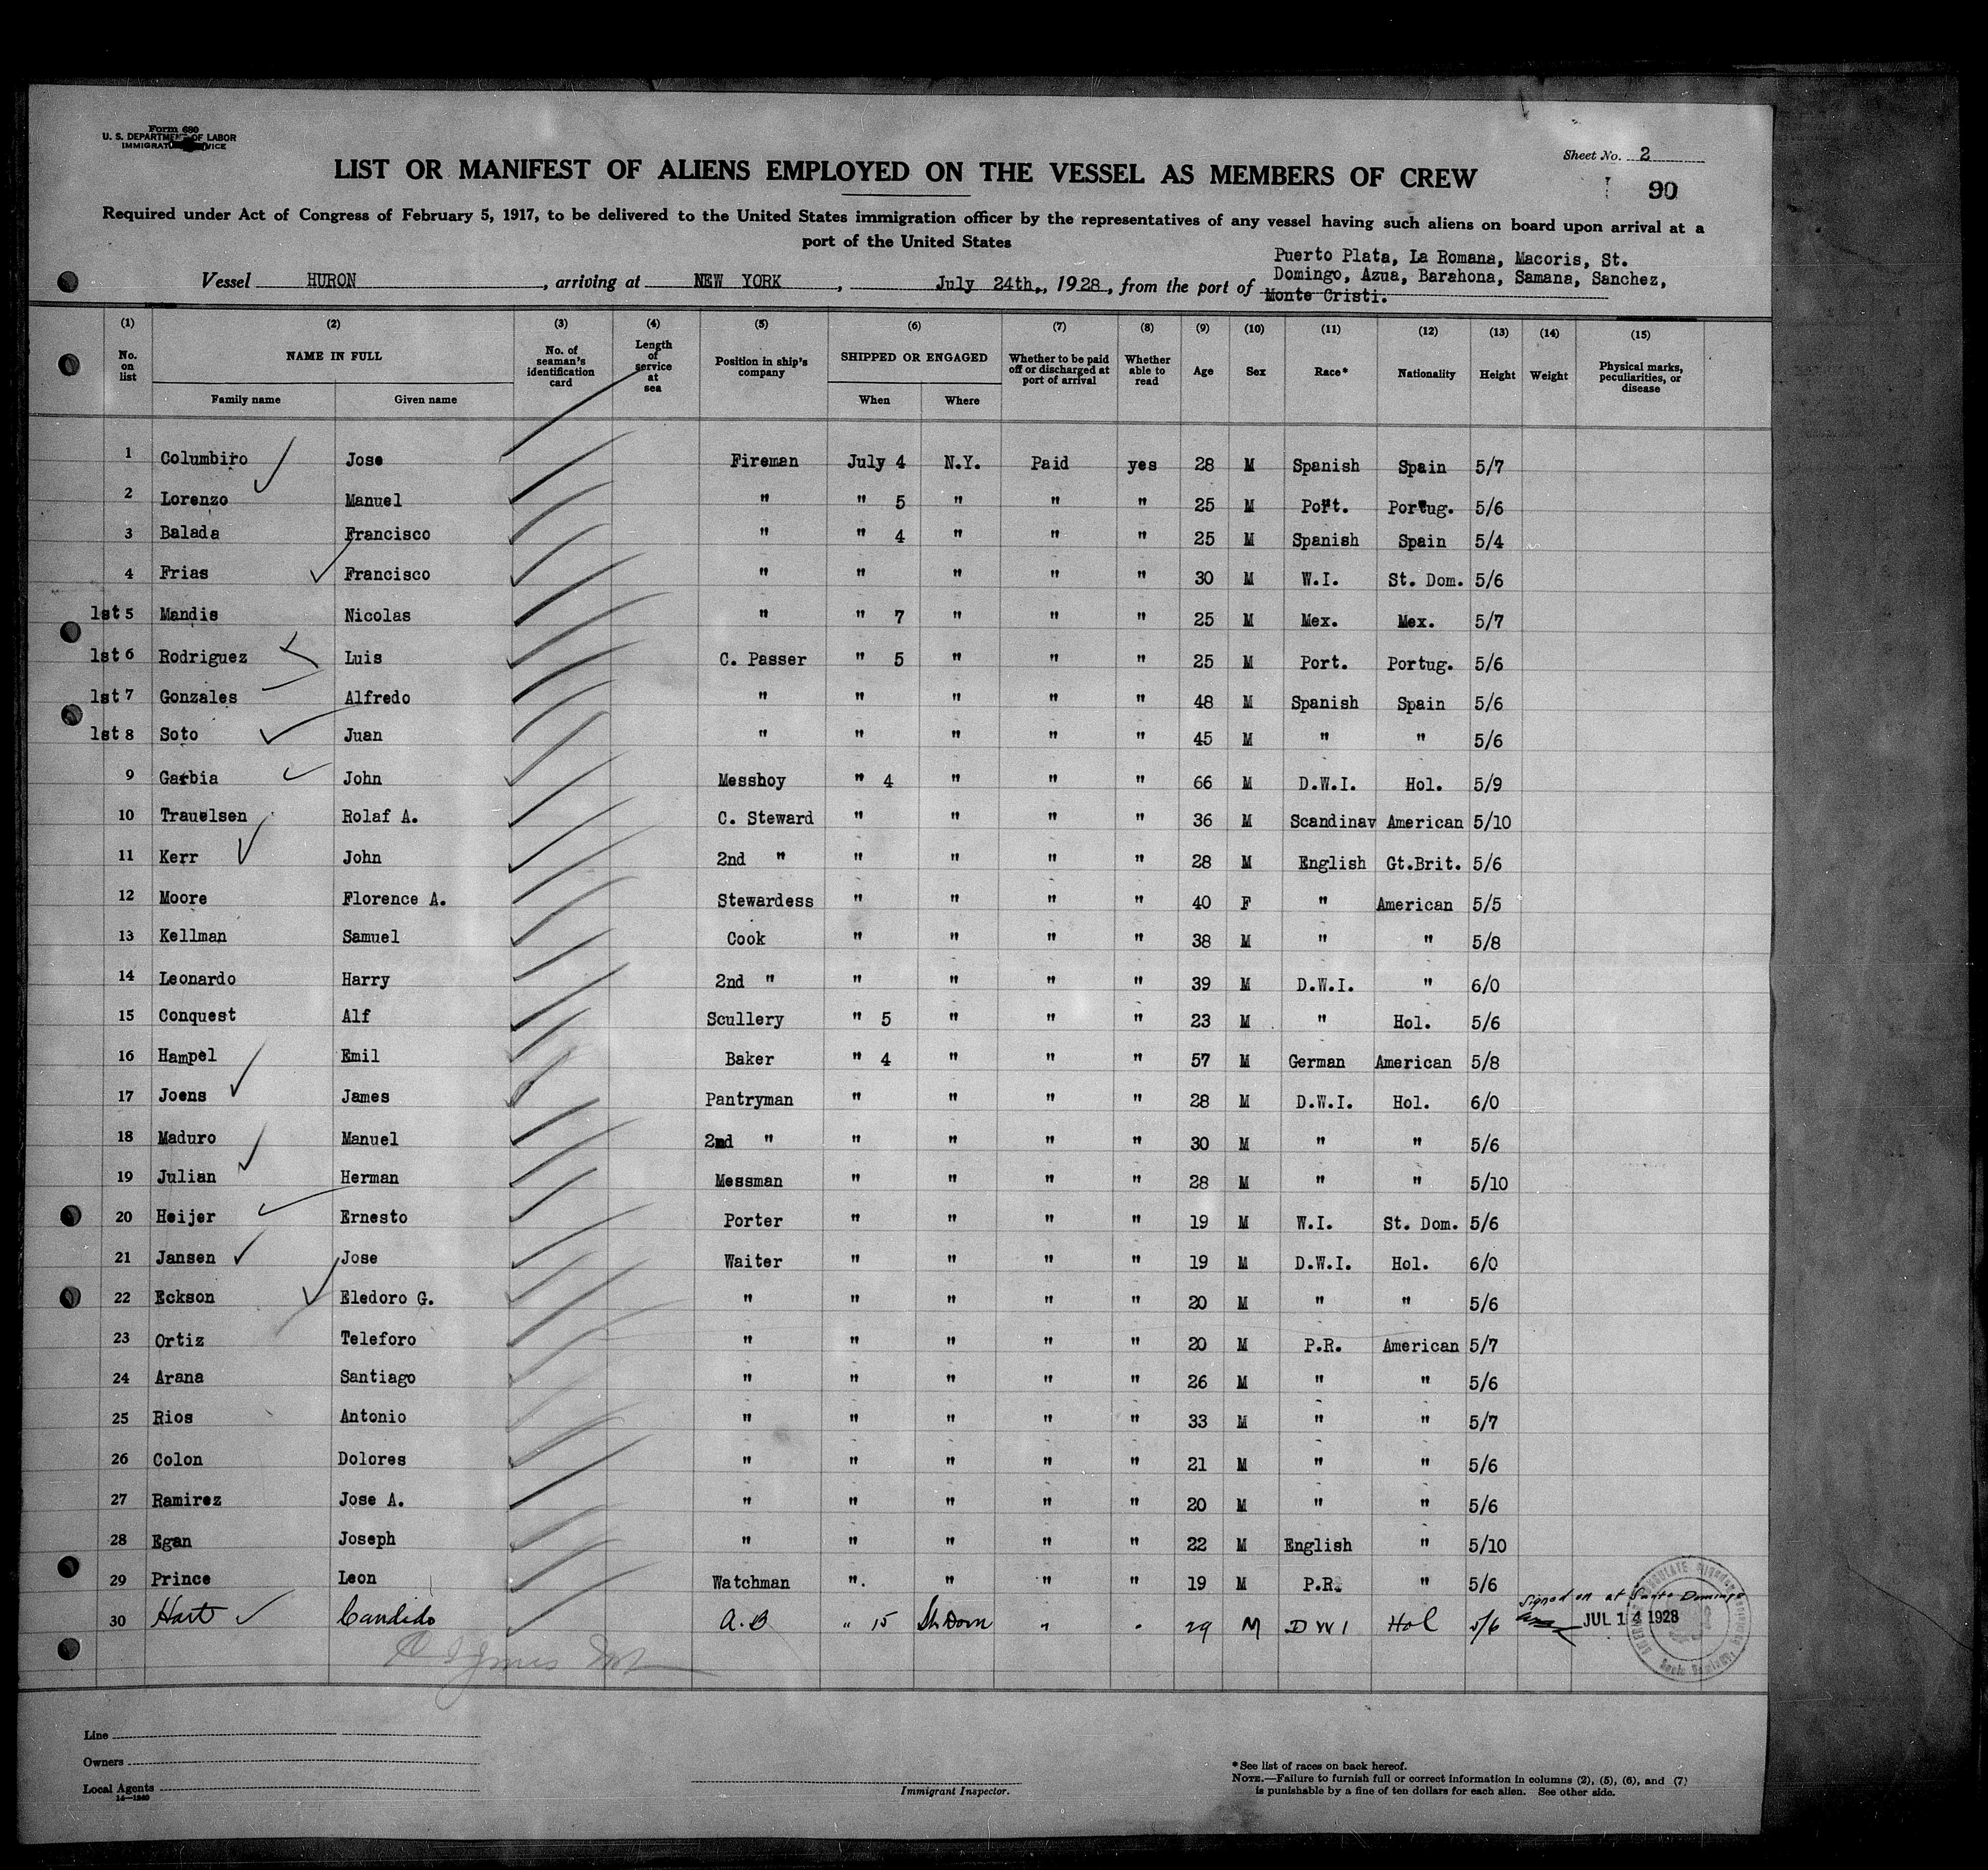 Form 680
U. S. DEPARTMENT OF LABOR
IMMIGRATION SERVICE
Sheet No. 2
90
LIST OR MANIFEST OF ALIENS EMPLOYED ON THE VESSEL AS MEMBERS OF CREW
Required under Act of Congress of February 5, 1917, to be delivered to the United States immigration officer by the representatives of any vessel having such aliens on board upon arrival at a
port of the United States
Puerto Plata, La Romana, Macoris, St.
Domingo, Azua, Barahona, Samana, Sanchez,
Monte Cristi.
Vessel HURON, arriving at NEW YORK, July 24th., 1928, from the port of
(1) (2) (3) (4) (5) (6) (7) (8) (9) (10) (11) (12) (13) (14) (15)
No. on list NAME IN FULL No. of seaman's identification card Length of service at sea Position in ship's company SHIPPED OR ENGAGED Whether to be paid off or discharged at port of arrival Whether able to read Age Sex Race* Nationality Height Weight Physical marks, peculiarities, or disease
Family name Given name When Where
1 Columbiro Jose Fireman July 4 N.Y. Paid yes 28 M Spanish Spain 5/7
2 Lorenzo Manuel " " 5 " " " 25 M Port. Portug. 5/6
3 Balada Francisco " " 4 " " " 25 M Spanish Spain 5/4
4 Frias Francisco " " " " " 30 M W.I. St. Dom. 5/6
1st 5 Mandis Nicolas " " 7 " " " 25 M Mex. Mex. 5/7
1st 6 Rodriguez Luis C. Passer " 5 " " " 25 M Port. Portug. 5/6
1st 7 Gonzales Alfredo " " " " " 48 M Spanish Spain 5/6
1st 8 Soto Juan " " " " " 45 M " " 5/6
9 Garbia John Messboy " 4 " " " 66 M D.W.I. Hol. 5/9
10 Trauelsen Rolaf A. C. Steward " " " " 36 M Scandinav American 5/10
11 Kerr John 2nd " " " " " 28 M English Gt.Brit. 5/6
12 Moore Florence A. Stewardess " " " " 40 F " American 5/5
13 Kellman Samuel Cook " " " " 38 M " " 5/8
14 Leonardo Harry 2nd " " " " " 39 M D.W.I. " 6/0
15 Conquest Alf Scullery " 5 " " " 23 M " Hol. 5/6
16 Hampel Emil Baker " 4 " " " 57 M German American 5/8
17 Joens James Pantryman " " " " 28 M D.W.I. Hol. 6/0
18 Maduro Manuel 2nd " " " " " 30 M " " 5/6
19 Julian Herman Messman " " " " 28 M " " 5/10
20 Heijer Ernesto Porter " " " " 19 M W.I. St. Dom. 5/6
21 Jansen Jose Waiter " " " " 19 M D.W.I. Hol. 6/0
22 Eckson Eledoro G. " " " " " 20 M " " 5/6
23 Ortiz Teleforo " " " " " 20 M P.R. American 5/7
24 Arana Santiago " " " " " 26 M " " 5/6
25 Rios Antonio " " " " " 33 M " " 5/7
26 Colon Dolores " " " " " 21 M " " 5/6
27 Ramirez Jose A. " " " " " 20 M " " 5/6
28 Egan Joseph " " " " " 22 M English " 5/10
29 Prince Leon Watchman " " " " 19 M P.R. " 5/6
Signed on at Santo Domingo
30 Hart Candido A.B " 15 St.Dom " " 29 M D W I Hol 5/6
JUL 14 1928
Line
Owners
Local Agents
14—1240
Immigrant Inspector.
*See list of races on back hereof.
NOTE.—Failure to furnish full or correct information in columns (2), (5), (6), and (7)
is punishable by a fine of ten dollars for each alien. See other side.